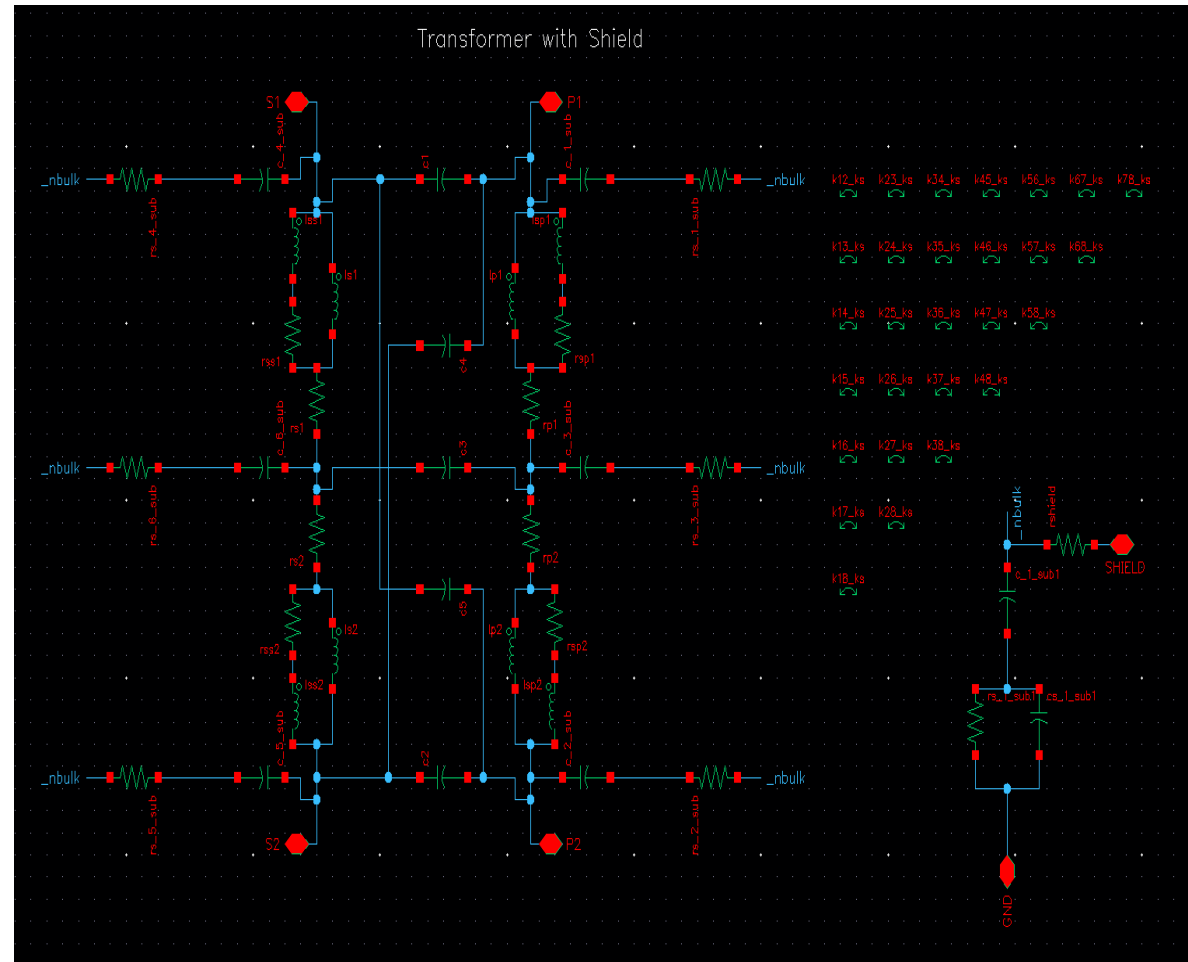 Transformer with Shield
S1
P1
c_4_sub
c_1_sub
c1
_nbulk
_nbulk
k12_ks k23_ks k34_ks k45_ks k56_ks k67_ks k78_ks
rs_4_sub
rs_1_sub
lss1
lsp1
k13_ks k24_ks k35_ks k46_ks k57_ks k68_ks
ls1
lp1
k14_ks k25_ks k36_ks k47_ks k58_ks
rss1
c4
rsp1
k15_ks k26_ks k37_ks k48_ks
c_6_sub
rs1
rp1
c_3_sub
c3
k16_ks k27_ks k38_ks
_nbulk
_nbulk
rs_6_sub
rs_3_sub
_nbulk
rshield
k17_ks k28_ks
rs2
rp2
SHIELD
c_1_sub1
k18_ks
c5
ls2
lp2
rss2
rsp2
lss2
lsp2
rs_1_sub1
cs_1_sub1
c_5_sub
c_2_sub
c2
_nbulk
_nbulk
rs_5_sub
rs_2_sub
S2
P2
GND